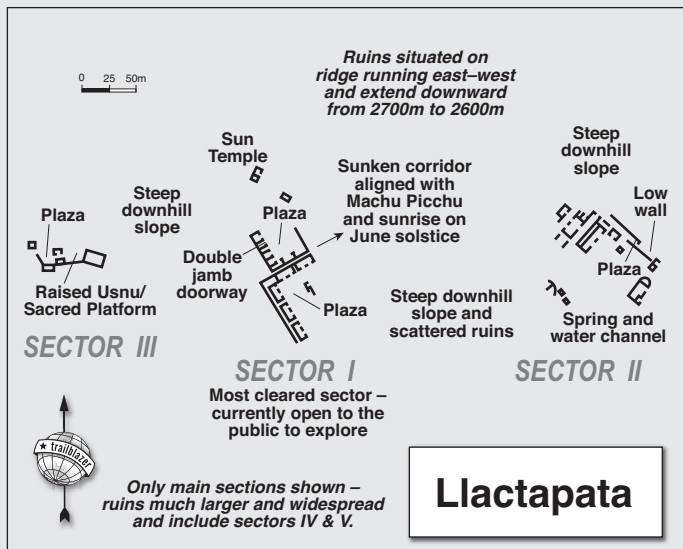 Ruins situated on
ridge running east–west
and extend downward
from 2700m to 2600m
0 25 50m
Sun
Temple
Steep
downhill
slope
Plaza
Raised Usnu/
Sacred Platform
SECTOR III
Steep
downhill
slope
Plaza
Double
jamb
doorway
Sunken corridor
aligned with
Machu Picchu
and sunrise on
June solstice
Plaza
Steep downhill
slope and
scattered ruins
SECTOR I
Most cleared sector –
currently open to the
public to explore
Low
wall
Plaza
Spring and
water channel
SECTOR II
★ trailblazer
Only main sections shown –
ruins much larger and widespread
and include sectors IV & V.
Llactapata